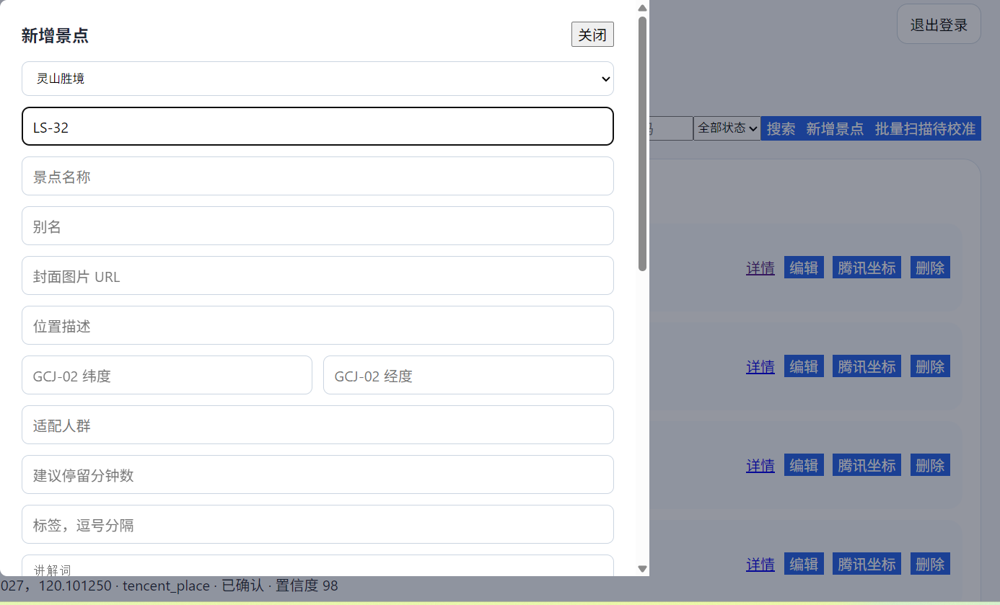 新增景点
关闭
灵山胜境
LS-32
景点名称
别名
封面图片 URL
位置描述
GCJ-02 纬度
GCJ-02 经度
适配人群
建议停留分钟数
标签，逗号分隔
讲解词
退出登录
全部状态
搜索
新增景点
批量扫描待校准
详情 编辑 腾讯坐标 删除
详情 编辑 腾讯坐标 删除
详情 编辑 腾讯坐标 删除
详情 编辑 腾讯坐标 删除
027，120.101250 · tencent_place · 已确认 · 置信度 98